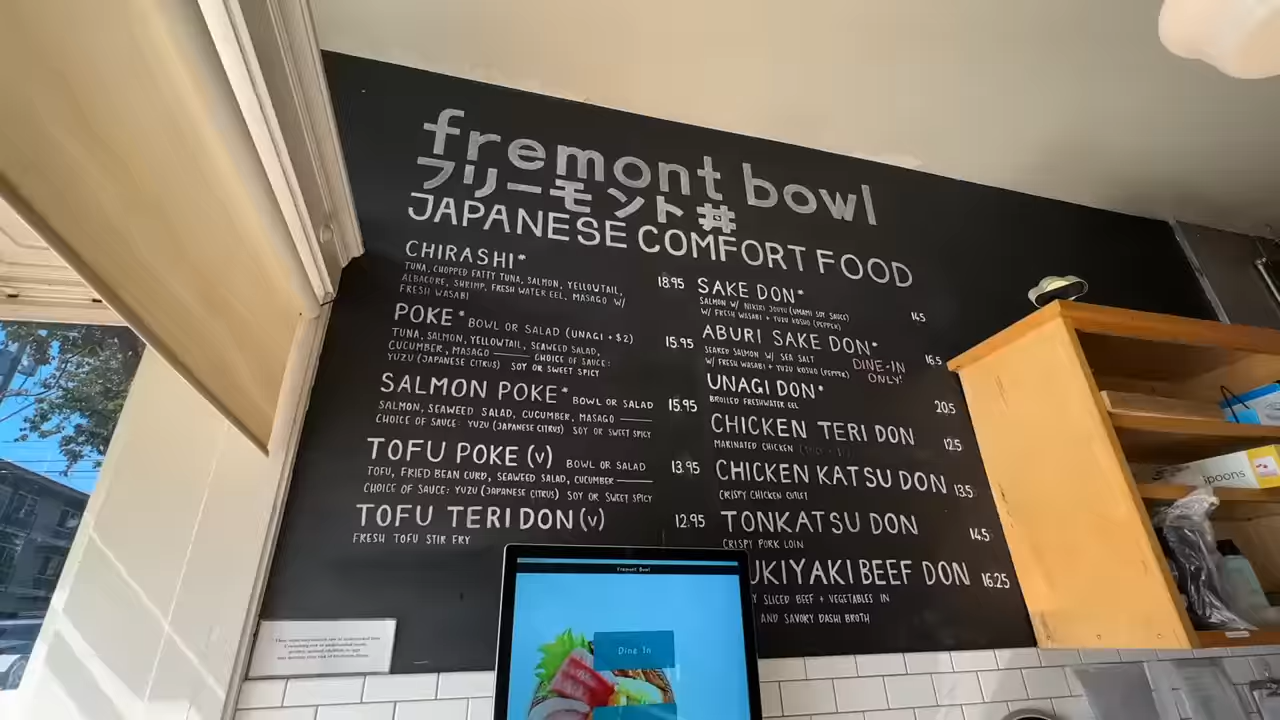 fremont bowl
フリーモント丼
JAPANESE COMFORT FOOD
CHIRASHI* 18.95
TUNA, CHOPPED FATTY TUNA, SALMON, YELLOWTAIL,
ALBACORE, SHRIMP, FRESH WATER EEL, MASAGO W/
FRESH WASABI
POKE* BOWL OR SALAD (UNAGI + $2) 15.95
TUNA, SALMON, YELLOWTAIL, SEAWEED SALAD,
CUCUMBER, MASAGO —— CHOICE OF SAUCE:
YUZU (JAPANESE CITRUS) SOY OR SWEET SPICY
SALMON POKE* BOWL OR SALAD 15.95
SALMON, SEAWEED SALAD, CUCUMBER, MASAGO ——
CHOICE OF SAUCE: YUZU (JAPANESE CITRUS) SOY OR SWEET SPICY
TOFU POKE (v) BOWL OR SALAD 13.95
TOFU, FRIED BEAN CURD, SEAWEED SALAD, CUCUMBER ——
CHOICE OF SAUCE: YUZU (JAPANESE CITRUS) SOY OR SWEET SPICY
TOFU TERI DON (v) 12.95
FRESH TOFU STIR FRY
SAKE DON* 14.5
SALMON W/ NIKIRI JOUYU (UMAMI SOY SAUCE)
W/ FRESH WASABI + YUZU KOSHO (PEPPER)
ABURI SAKE DON* 16.5
SEARED SALMON W/ SEA SALT
W/ FRESH WASABI + YUZU KOSHO (PEPPER)
DINE-IN
ONLY!
UNAGI DON* 20.5
BROILED FRESHWATER EEL
CHICKEN TERI DON 12.5
MARINATED CHICKEN
CHICKEN KATSU DON 13.5
CRISPY CHICKEN CUTLET
TONKATSU DON 14.5
CRISPY PORK LOIN
UKIYAKI BEEF DON 16.25
Y SLICED BEEF + VEGETABLES IN
AND SAVORY DASHI BROTH
Fremont Bowl
Dine In
spoons